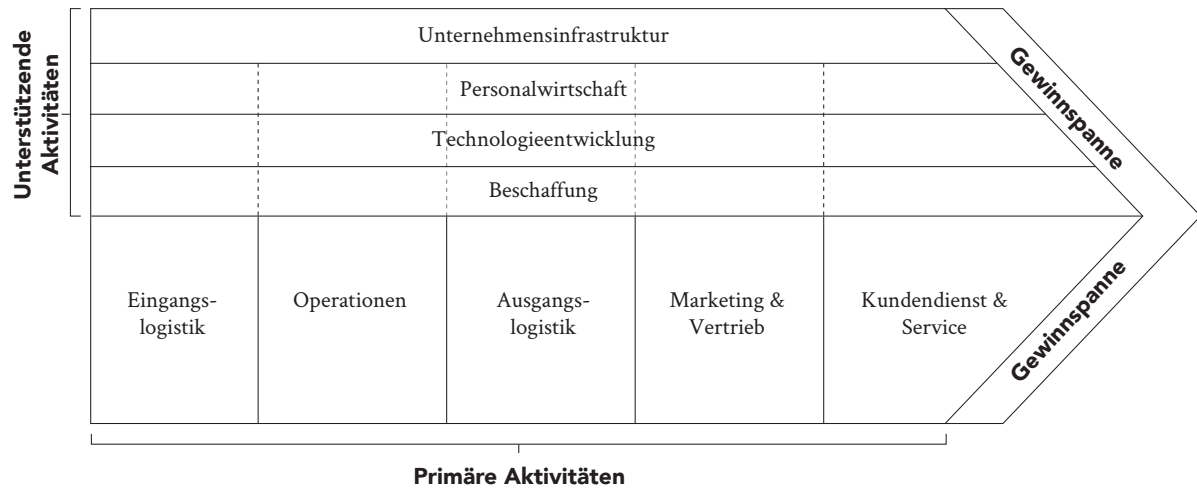 Unterstützende
Aktivitäten
Unternehmensinfrastruktur
Personalwirtschaft
Technologieentwicklung
Beschaffung
Gewinnspanne
Eingangs-
logistik
Operationen
Ausgangs-
logistik
Marketing &
Vertrieb
Kundendienst &
Service
Gewinnspanne
Primäre Aktivitäten